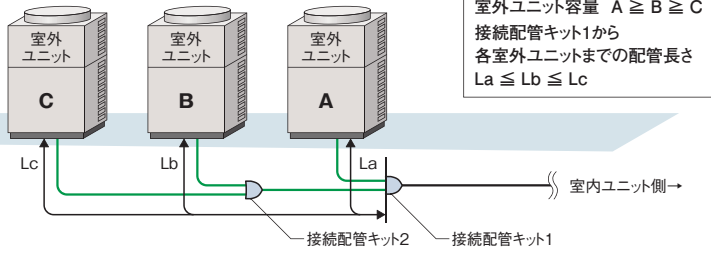 室外ユニット容量 A ≧ B ≧ C
接続配管キット1から
各室外ユニットまでの配管長さ
La ≦ Lb ≦ Lc
室外
ユニット
C
室外
ユニット
B
室外
ユニット
A
Lc
Lb
La
室内ユニット側→
接続配管キット2
接続配管キット1